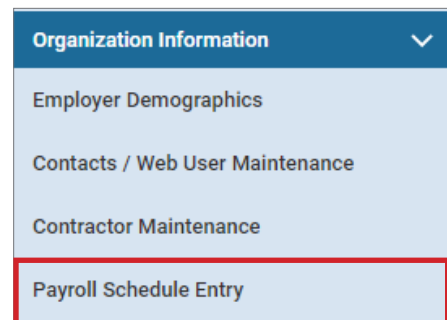 Organization Information
Employer Demographics
Contacts / Web User Maintenance
Contractor Maintenance
Payroll Schedule Entry